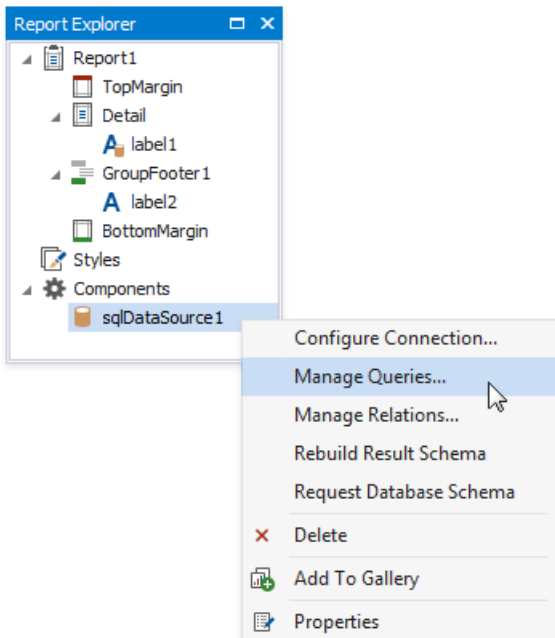 Report Explorer
Report1
TopMargin
Detail
label1
GroupFooter1
label2
BottomMargin
Styles
Components
sqlDataSource1
Configure Connection...
Manage Queries...
Manage Relations...
Rebuild Result Schema
Request Database Schema
Delete
Add To Gallery
Properties